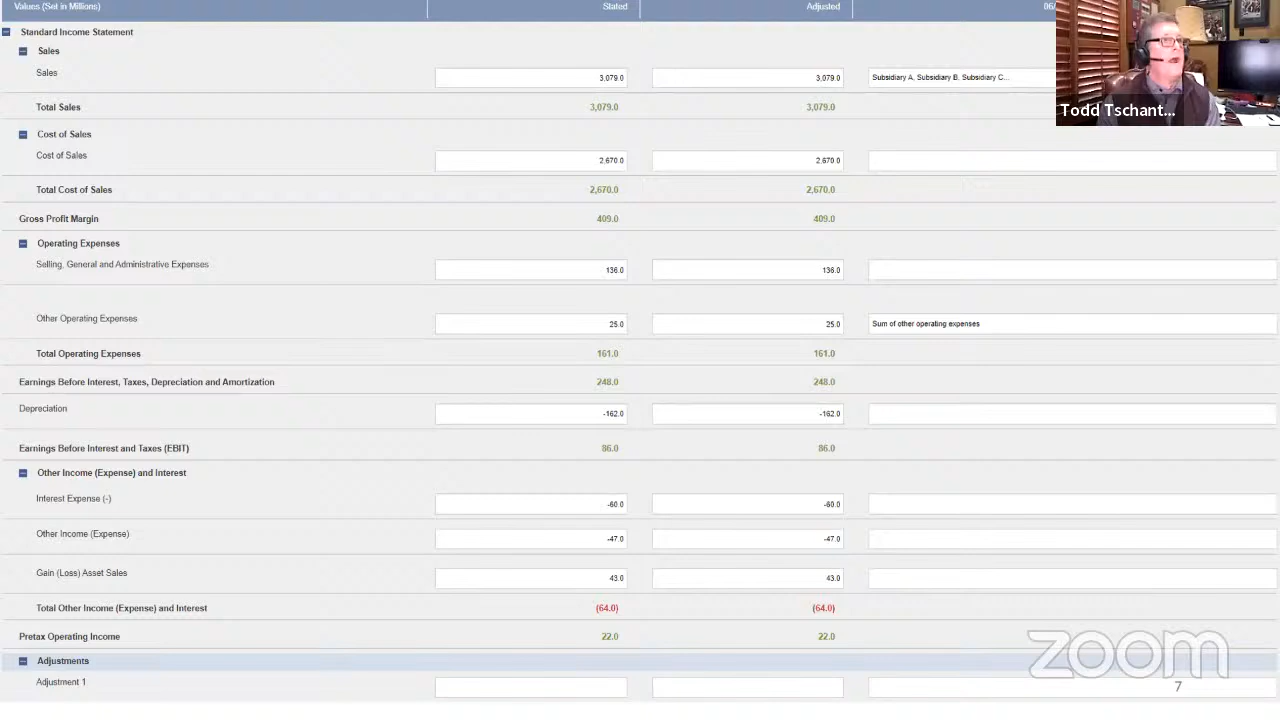 Values (Set in Millions) Stated Adjusted 06/
Standard Income Statement
Sales
Sales 3,079.0 3,079.0 Subsidiary A, Subsidiary B, Subsidiary C...
Total Sales 3,079.0 3,079.0
Cost of Sales
Cost of Sales 2,670.0 2,670.0
Total Cost of Sales 2,670.0 2,670.0
Gross Profit Margin 409.0 409.0
Operating Expenses
Selling, General and Administrative Expenses 136.0 136.0
Other Operating Expenses 25.0 25.0 Sum of other operating expenses
Total Operating Expenses 161.0 161.0
Earnings Before Interest, Taxes, Depreciation and Amortization 248.0 248.0
Depreciation -162.0 -162.0
Earnings Before Interest and Taxes (EBIT) 86.0 86.0
Other Income (Expense) and Interest
Interest Expense (-) -60.0 -60.0
Other Income (Expense) -47.0 -47.0
Gain (Loss) Asset Sales 43.0 43.0
Total Other Income (Expense) and Interest (64.0) (64.0)
Pretax Operating Income 22.0 22.0
Adjustments
Adjustment 1
Todd Tschant...
zoom
7